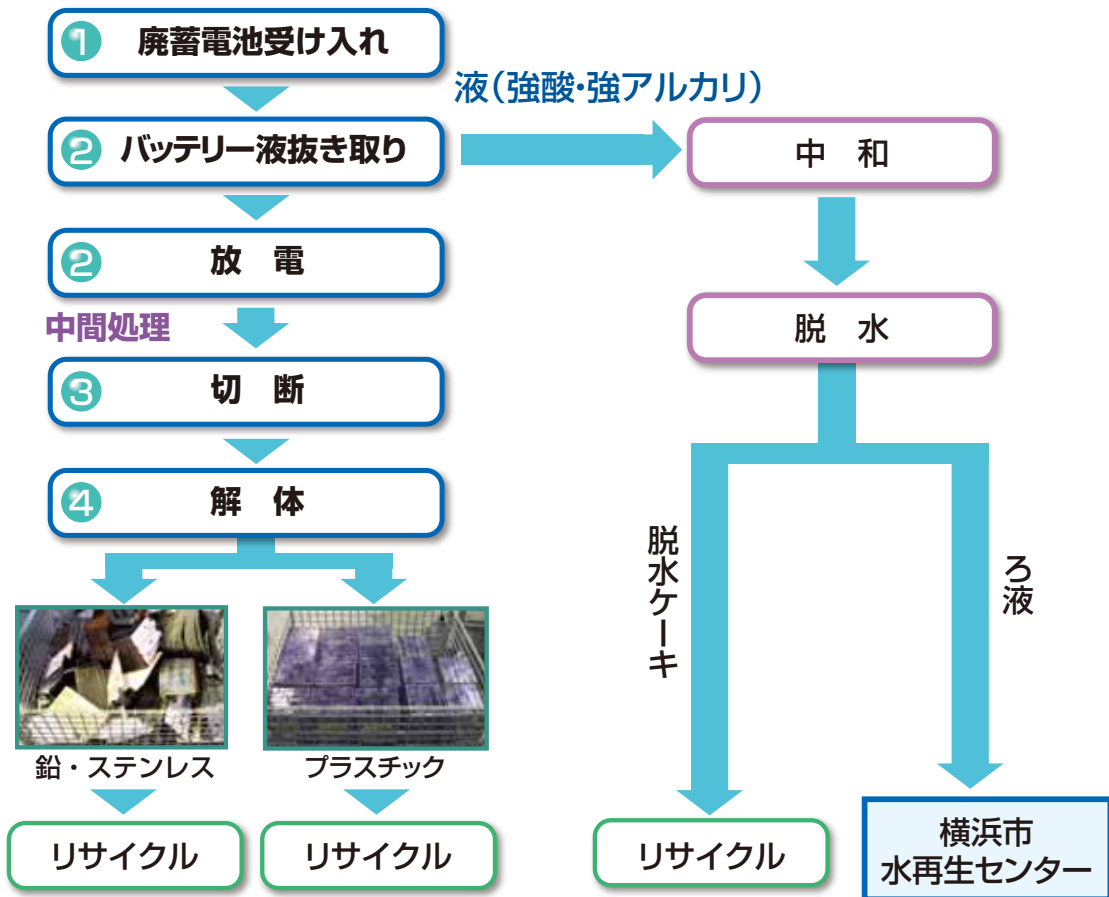 1 廃蓄電池受け入れ
液(強酸・強アルカリ)
2 バッテリー液抜き取り
中 和
2 放 電
中間処理
脱 水
3 切 断
4 解 体
脱水ケーキ
ろ液
鉛・ステンレス
プラスチック
リサイクル
リサイクル
リサイクル
横浜市
水再生センター